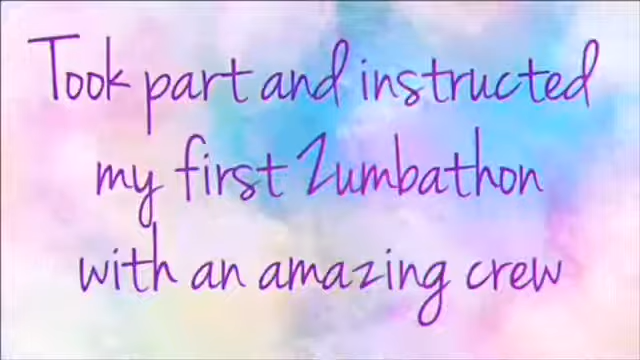 Took part and instructed
my first Zumbathon
with an amazing crew